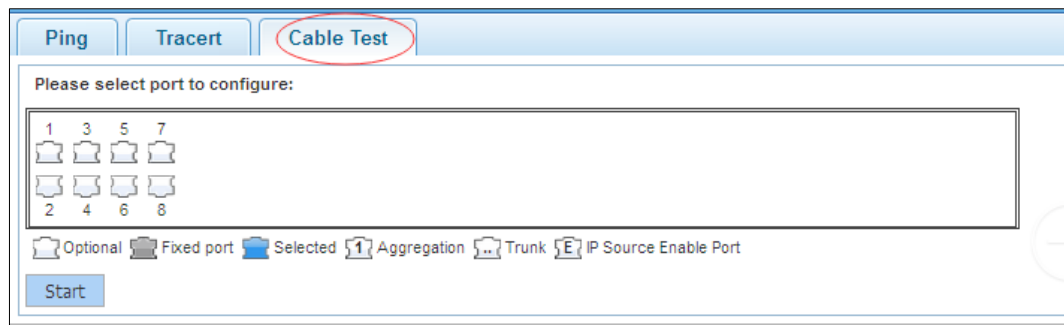 Ping Tracert Cable Test
Please select port to configure:
1 3 5 7
2 4 6 8
Optional Fixed port Selected 1 Aggregation .. Trunk E IP Source Enable Port
Start